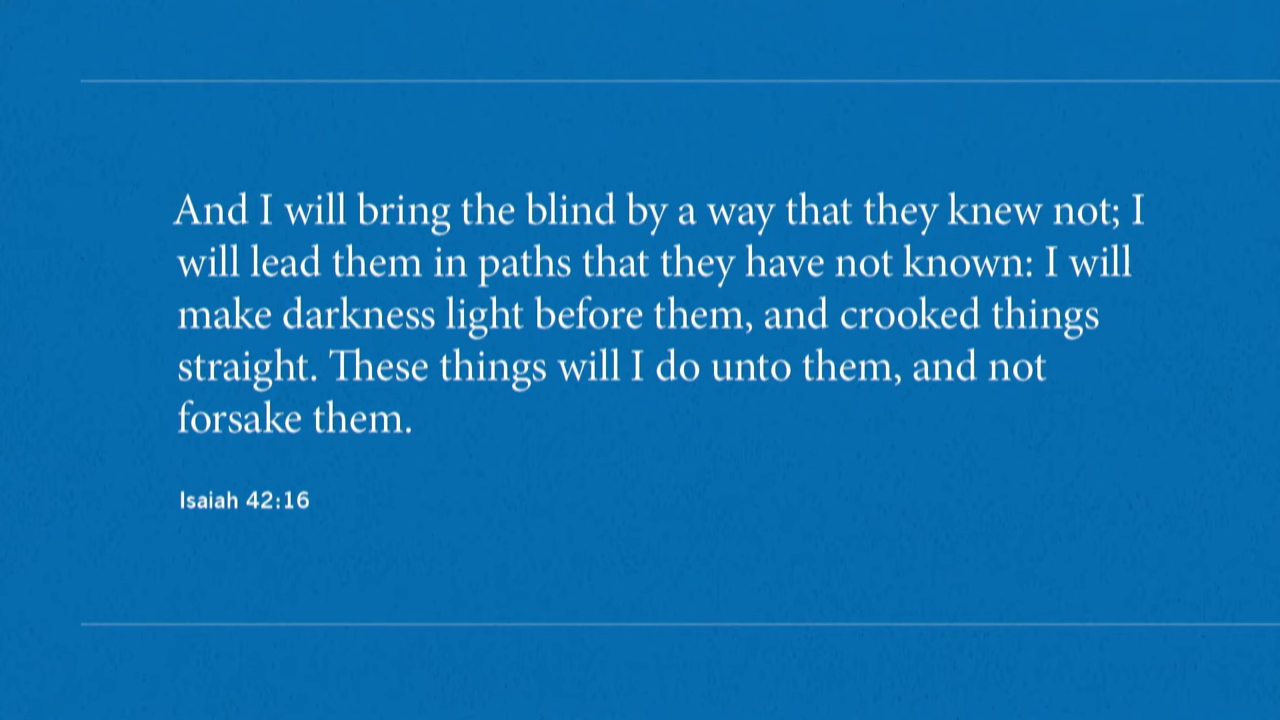 And I will bring the blind by a way that they knew not; I
will lead them in paths that they have not known: I will
make darkness light before them, and crooked things
straight. These things will I do unto them, and not
forsake them.
Isaiah 42:16